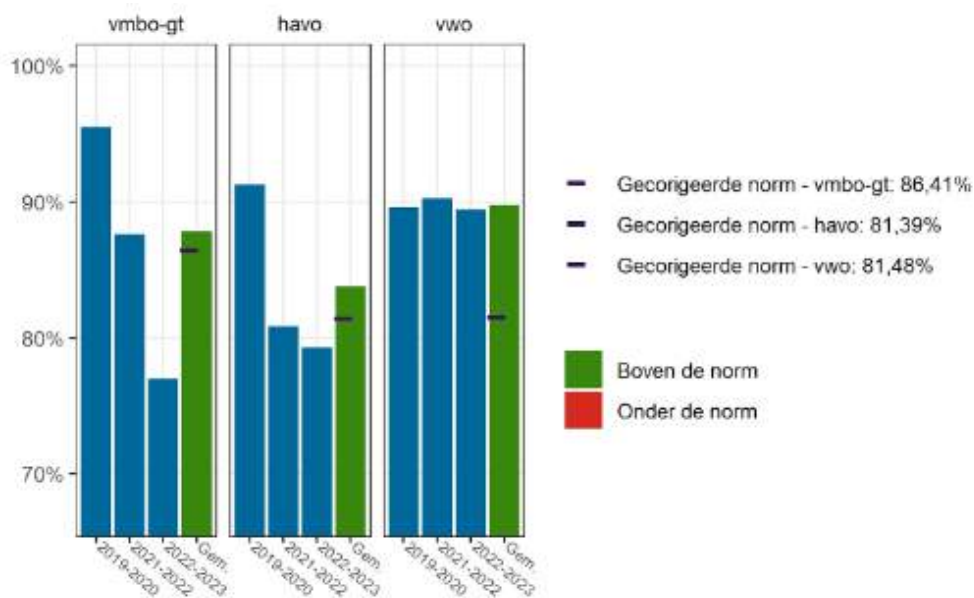 vmbo-gt
havo
vwo
100%
90%
80%
70%
2019-2020
2021-2022
2022-2023
Gem.
2019-2020
2021-2022
2022-2023
Gem.
2019-2020
2021-2022
2022-2023
Gem.
Gecorigeerde norm - vmbo-gt: 86,41%
Gecorigeerde norm - havo: 81,39%
Gecorigeerde norm - vwo: 81,48%
Boven de norm
Onder de norm